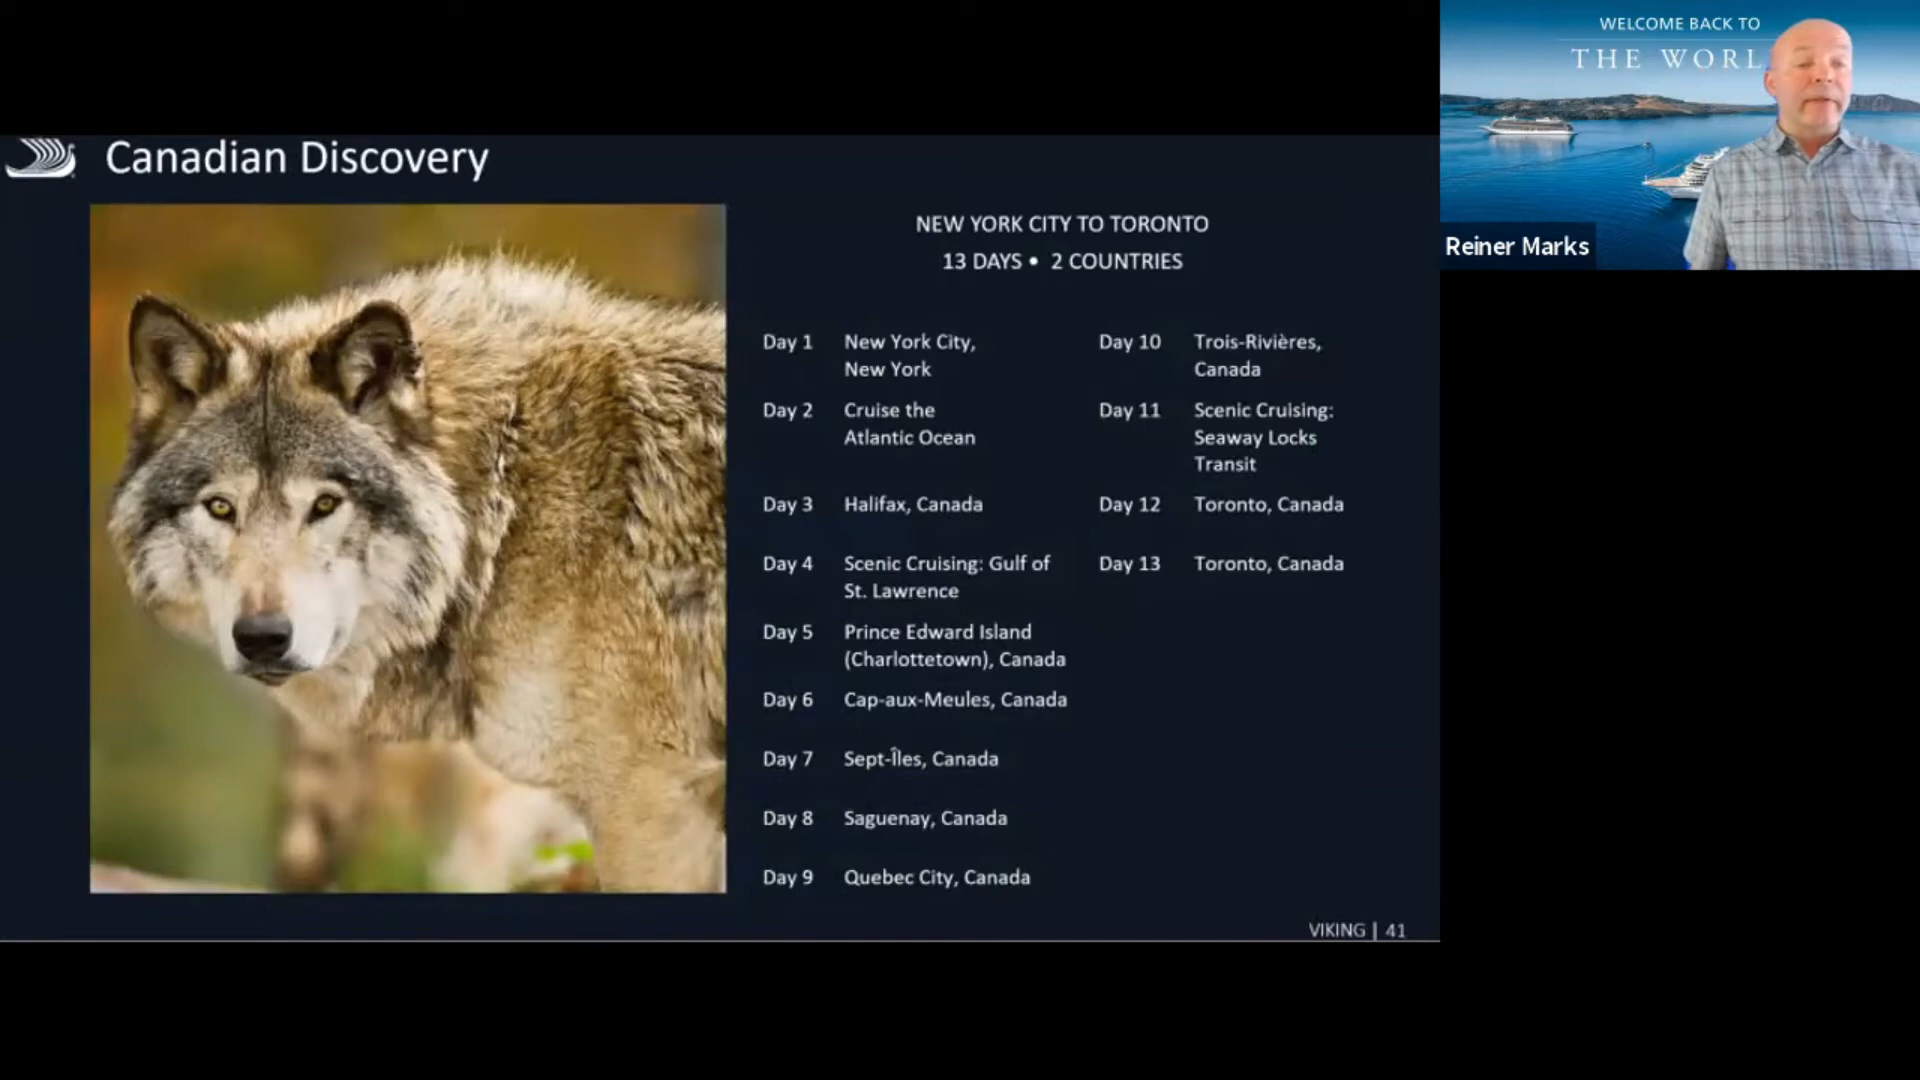 WELCOME BACK TO
THE WORL
Reiner Marks
Canadian Discovery
NEW YORK CITY TO TORONTO
13 DAYS • 2 COUNTRIES
Day 1 New York City,
New York
Day 2 Cruise the
Atlantic Ocean
Day 3 Halifax, Canada
Day 4 Scenic Cruising: Gulf of
St. Lawrence
Day 5 Prince Edward Island
(Charlottetown), Canada
Day 6 Cap-aux-Meules, Canada
Day 7 Sept-Îles, Canada
Day 8 Saguenay, Canada
Day 9 Quebec City, Canada
Day 10 Trois-Rivières,
Canada
Day 11 Scenic Cruising:
Seaway Locks
Transit
Day 12 Toronto, Canada
Day 13 Toronto, Canada
VIKING | 41